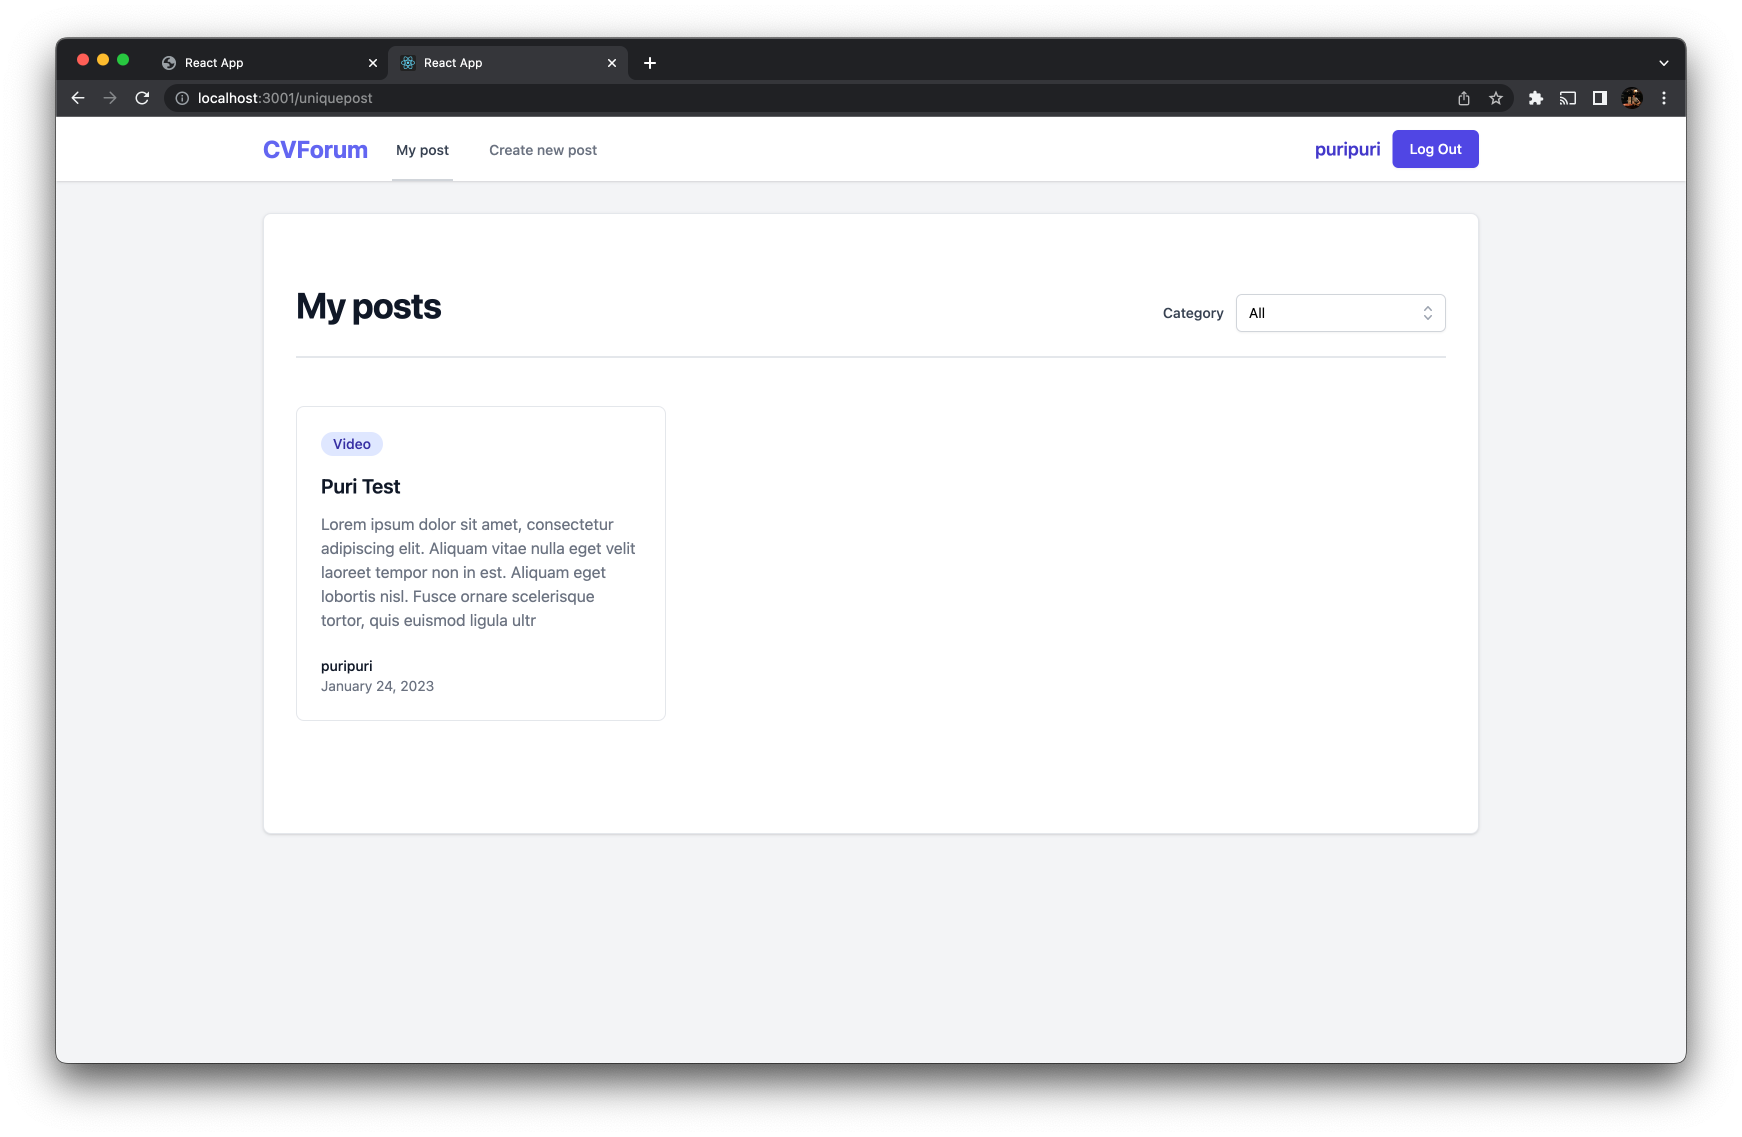 React App
React App
localhost:3001/uniquepost
CVForum
My post
Create new post
puripuri
Log Out
My posts
Category
All
Video
Puri Test
Lorem ipsum dolor sit amet, consectetur
adipiscing elit. Aliquam vitae nulla eget velit
laoreet tempor non in est. Aliquam eget
lobortis nisl. Fusce ornare scelerisque
tortor, quis euismod ligula ultr
puripuri
January 24, 2023